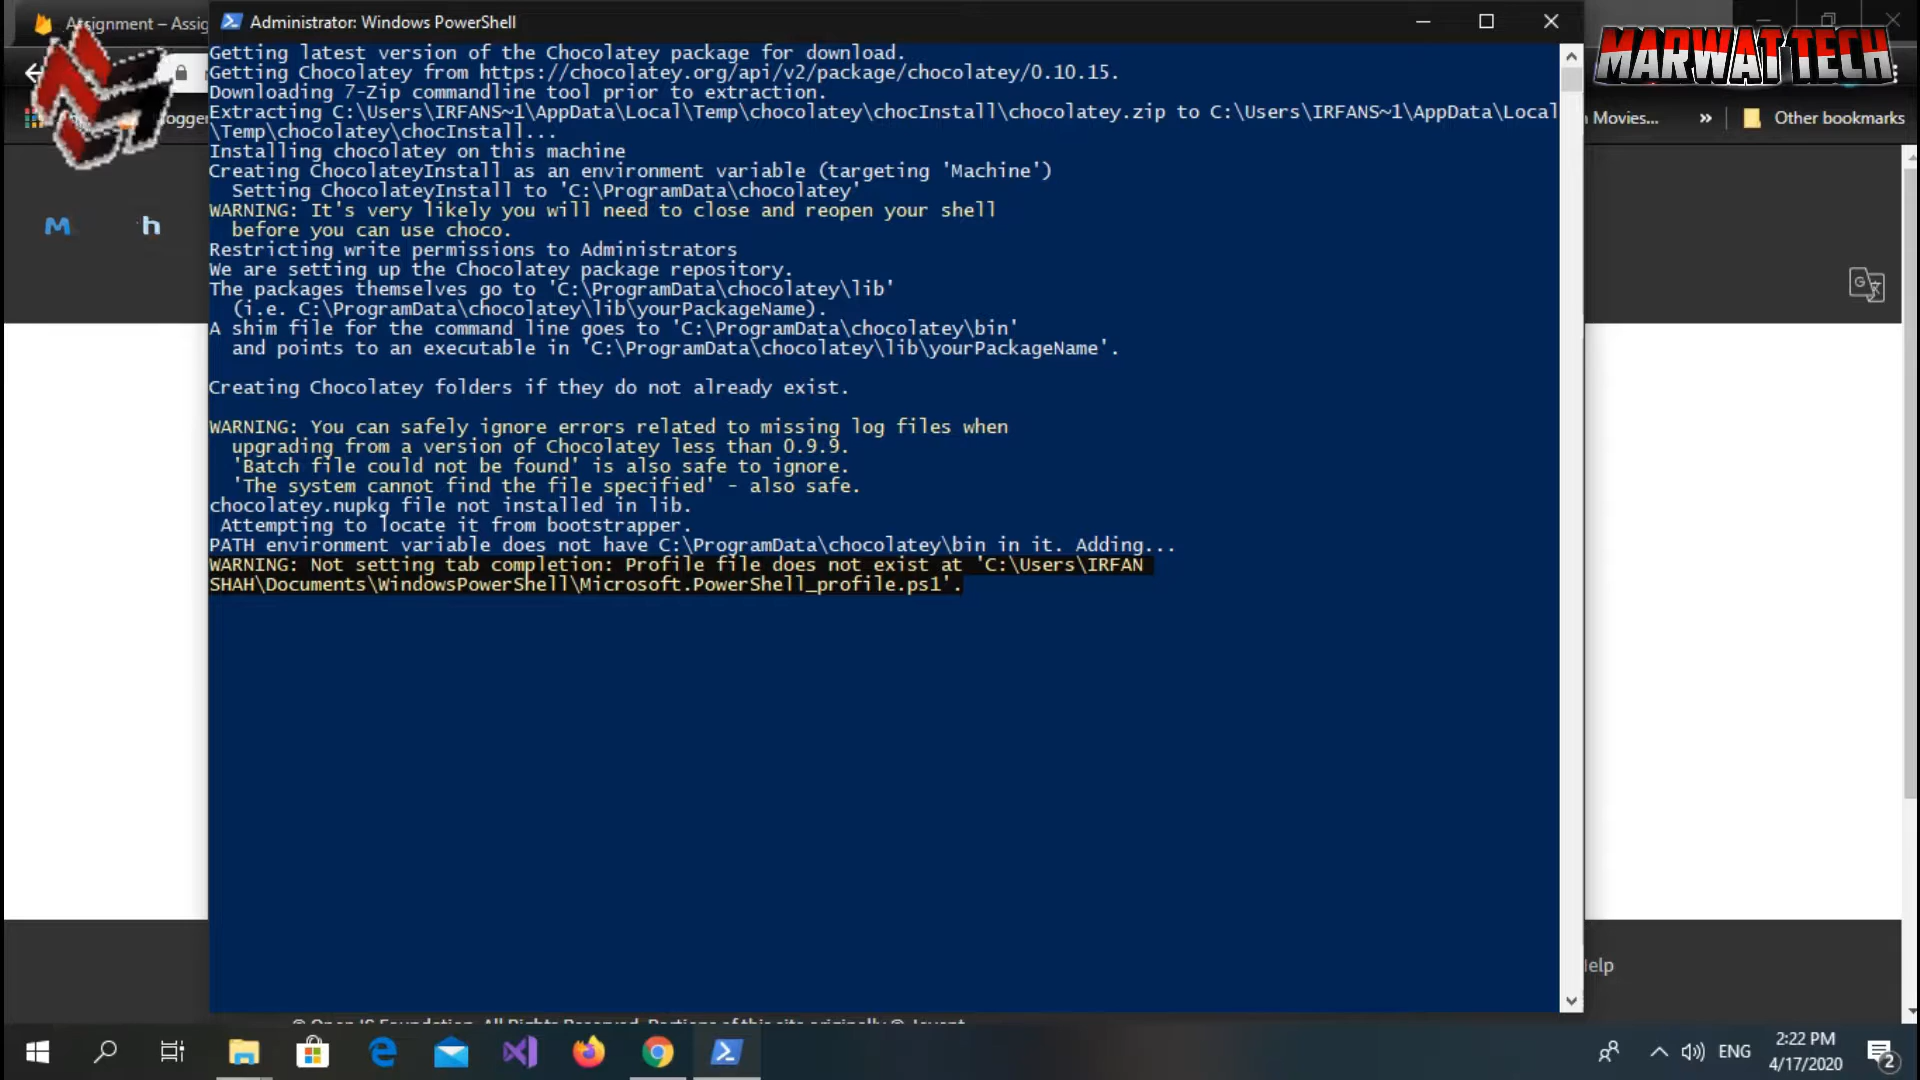 Assignment – Assig
Administrator: Windows PowerShell
MARWAT TECH
ogger
Movies...
»
Other bookmarks
Getting latest version of the Chocolatey package for download.
Getting Chocolatey from https://chocolatey.org/api/v2/package/chocolatey/0.10.15.
Downloading 7-Zip commandline tool prior to extraction.
Extracting C:\Users\IRFANS~1\AppData\Local\Temp\chocolatey\chocInstall\chocolatey.zip to C:\Users\IRFANS~1\AppData\Local
\Temp\chocolatey\chocInstall...
Installing chocolatey on this machine
Creating ChocolateyInstall as an environment variable (targeting 'Machine')
Setting ChocolateyInstall to 'C:\ProgramData\chocolatey'
WARNING: It's very likely you will need to close and reopen your shell
before you can use choco.
Restricting write permissions to Administrators
We are setting up the Chocolatey package repository.
The packages themselves go to 'C:\ProgramData\chocolatey\lib'
(i.e. C:\ProgramData\chocolatey\lib\yourPackageName).
A shim file for the command line goes to 'C:\ProgramData\chocolatey\bin'
and points to an executable in 'C:\ProgramData\chocolatey\lib\yourPackageName'.
Creating Chocolatey folders if they do not already exist.
WARNING: You can safely ignore errors related to missing log files when
upgrading from a version of Chocolatey less than 0.9.9.
'Batch file could not be found' is also safe to ignore.
'The system cannot find the file specified' - also safe.
chocolatey.nupkg file not installed in lib.
Attempting to locate it from bootstrapper.
PATH environment variable does not have C:\ProgramData\chocolatey\bin in it. Adding...
WARNING: Not setting tab completion: Profile file does not exist at 'C:\Users\IRFAN
SHAH\Documents\WindowsPowerShell\Microsoft.PowerShell_profile.ps1'.
M h
elp
ENG
2:22 PM
4/17/2020
2